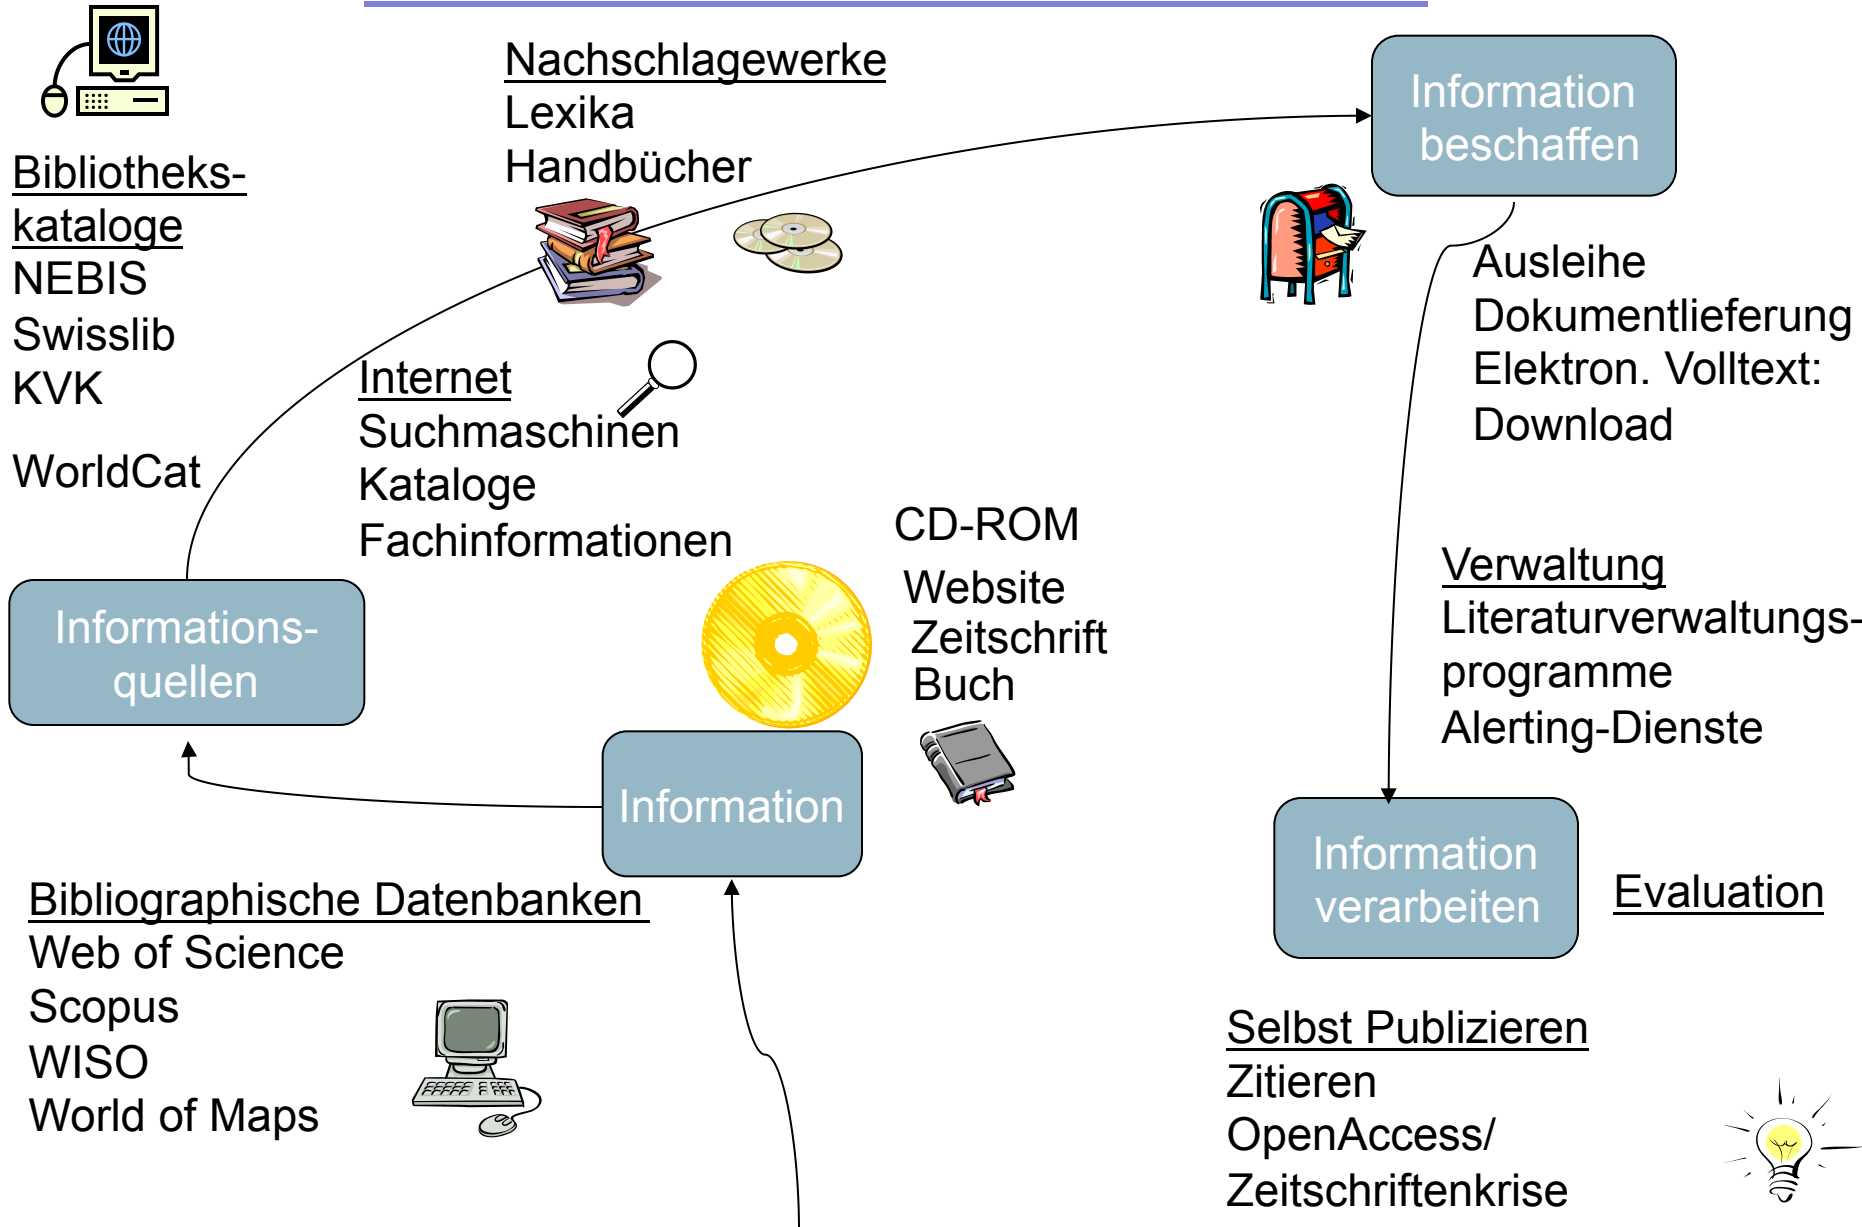 Nachschlagewerke
Lexika
Handbücher
Information
beschaffen
Bibliotheks-
kataloge
NEBIS
Swisslib
KVK
WorldCat
Internet
Suchmaschinen
Kataloge
Fachinformationen
Ausleihe
Dokumentlieferung
Elektron. Volltext:
Download
CD-ROM
Website
Zeitschrift
Buch
Verwaltung
Literaturverwaltungs-
programme
Alerting-Dienste
Informations-
quellen
Information
Information
verarbeiten
Evaluation
Bibliographische Datenbanken
Web of Science
Scopus
WISO
World of Maps
Selbst Publizieren
Zitieren
OpenAccess/
Zeitschriftenkrise